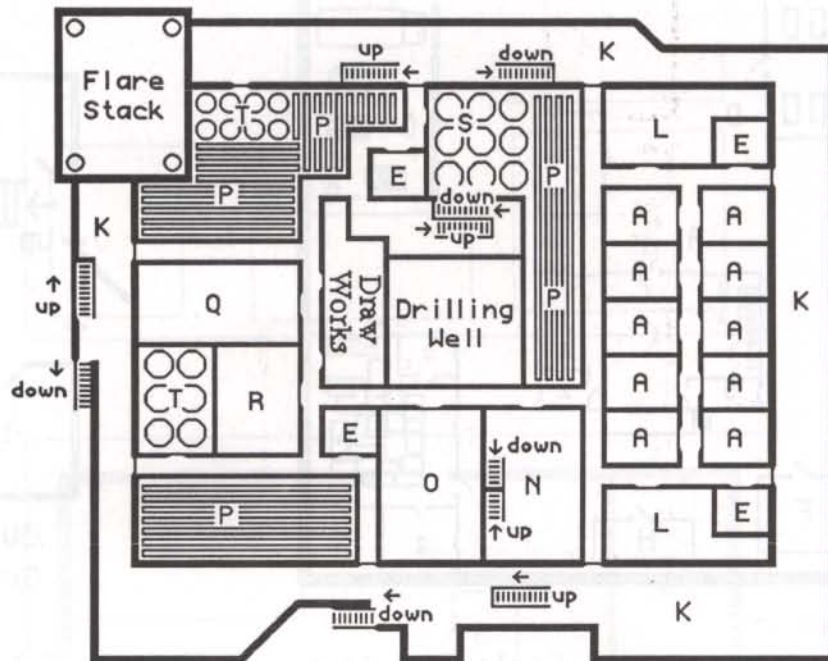 up
down
K
Flare
Stack
T
P
S
L
E
E
P
P
down
up
K
A
A
up
Q
Draw
Works
Drilling
Well
P
A
A
K
A
A
down
T
R
A
A
E
down
A
A
O
N
P
up
L
E
up
down
K